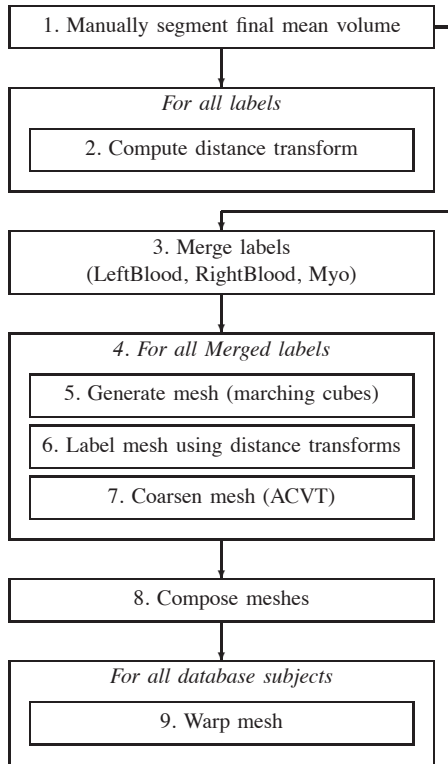 1. Manually segment final mean volume
For all labels
2. Compute distance transform
3. Merge labels
(LeftBlood, RightBlood, Myo)
4. For all Merged labels
5. Generate mesh (marching cubes)
6. Label mesh using distance transforms
7. Coarsen mesh (ACVT)
8. Compose meshes
For all database subjects
9. Warp mesh